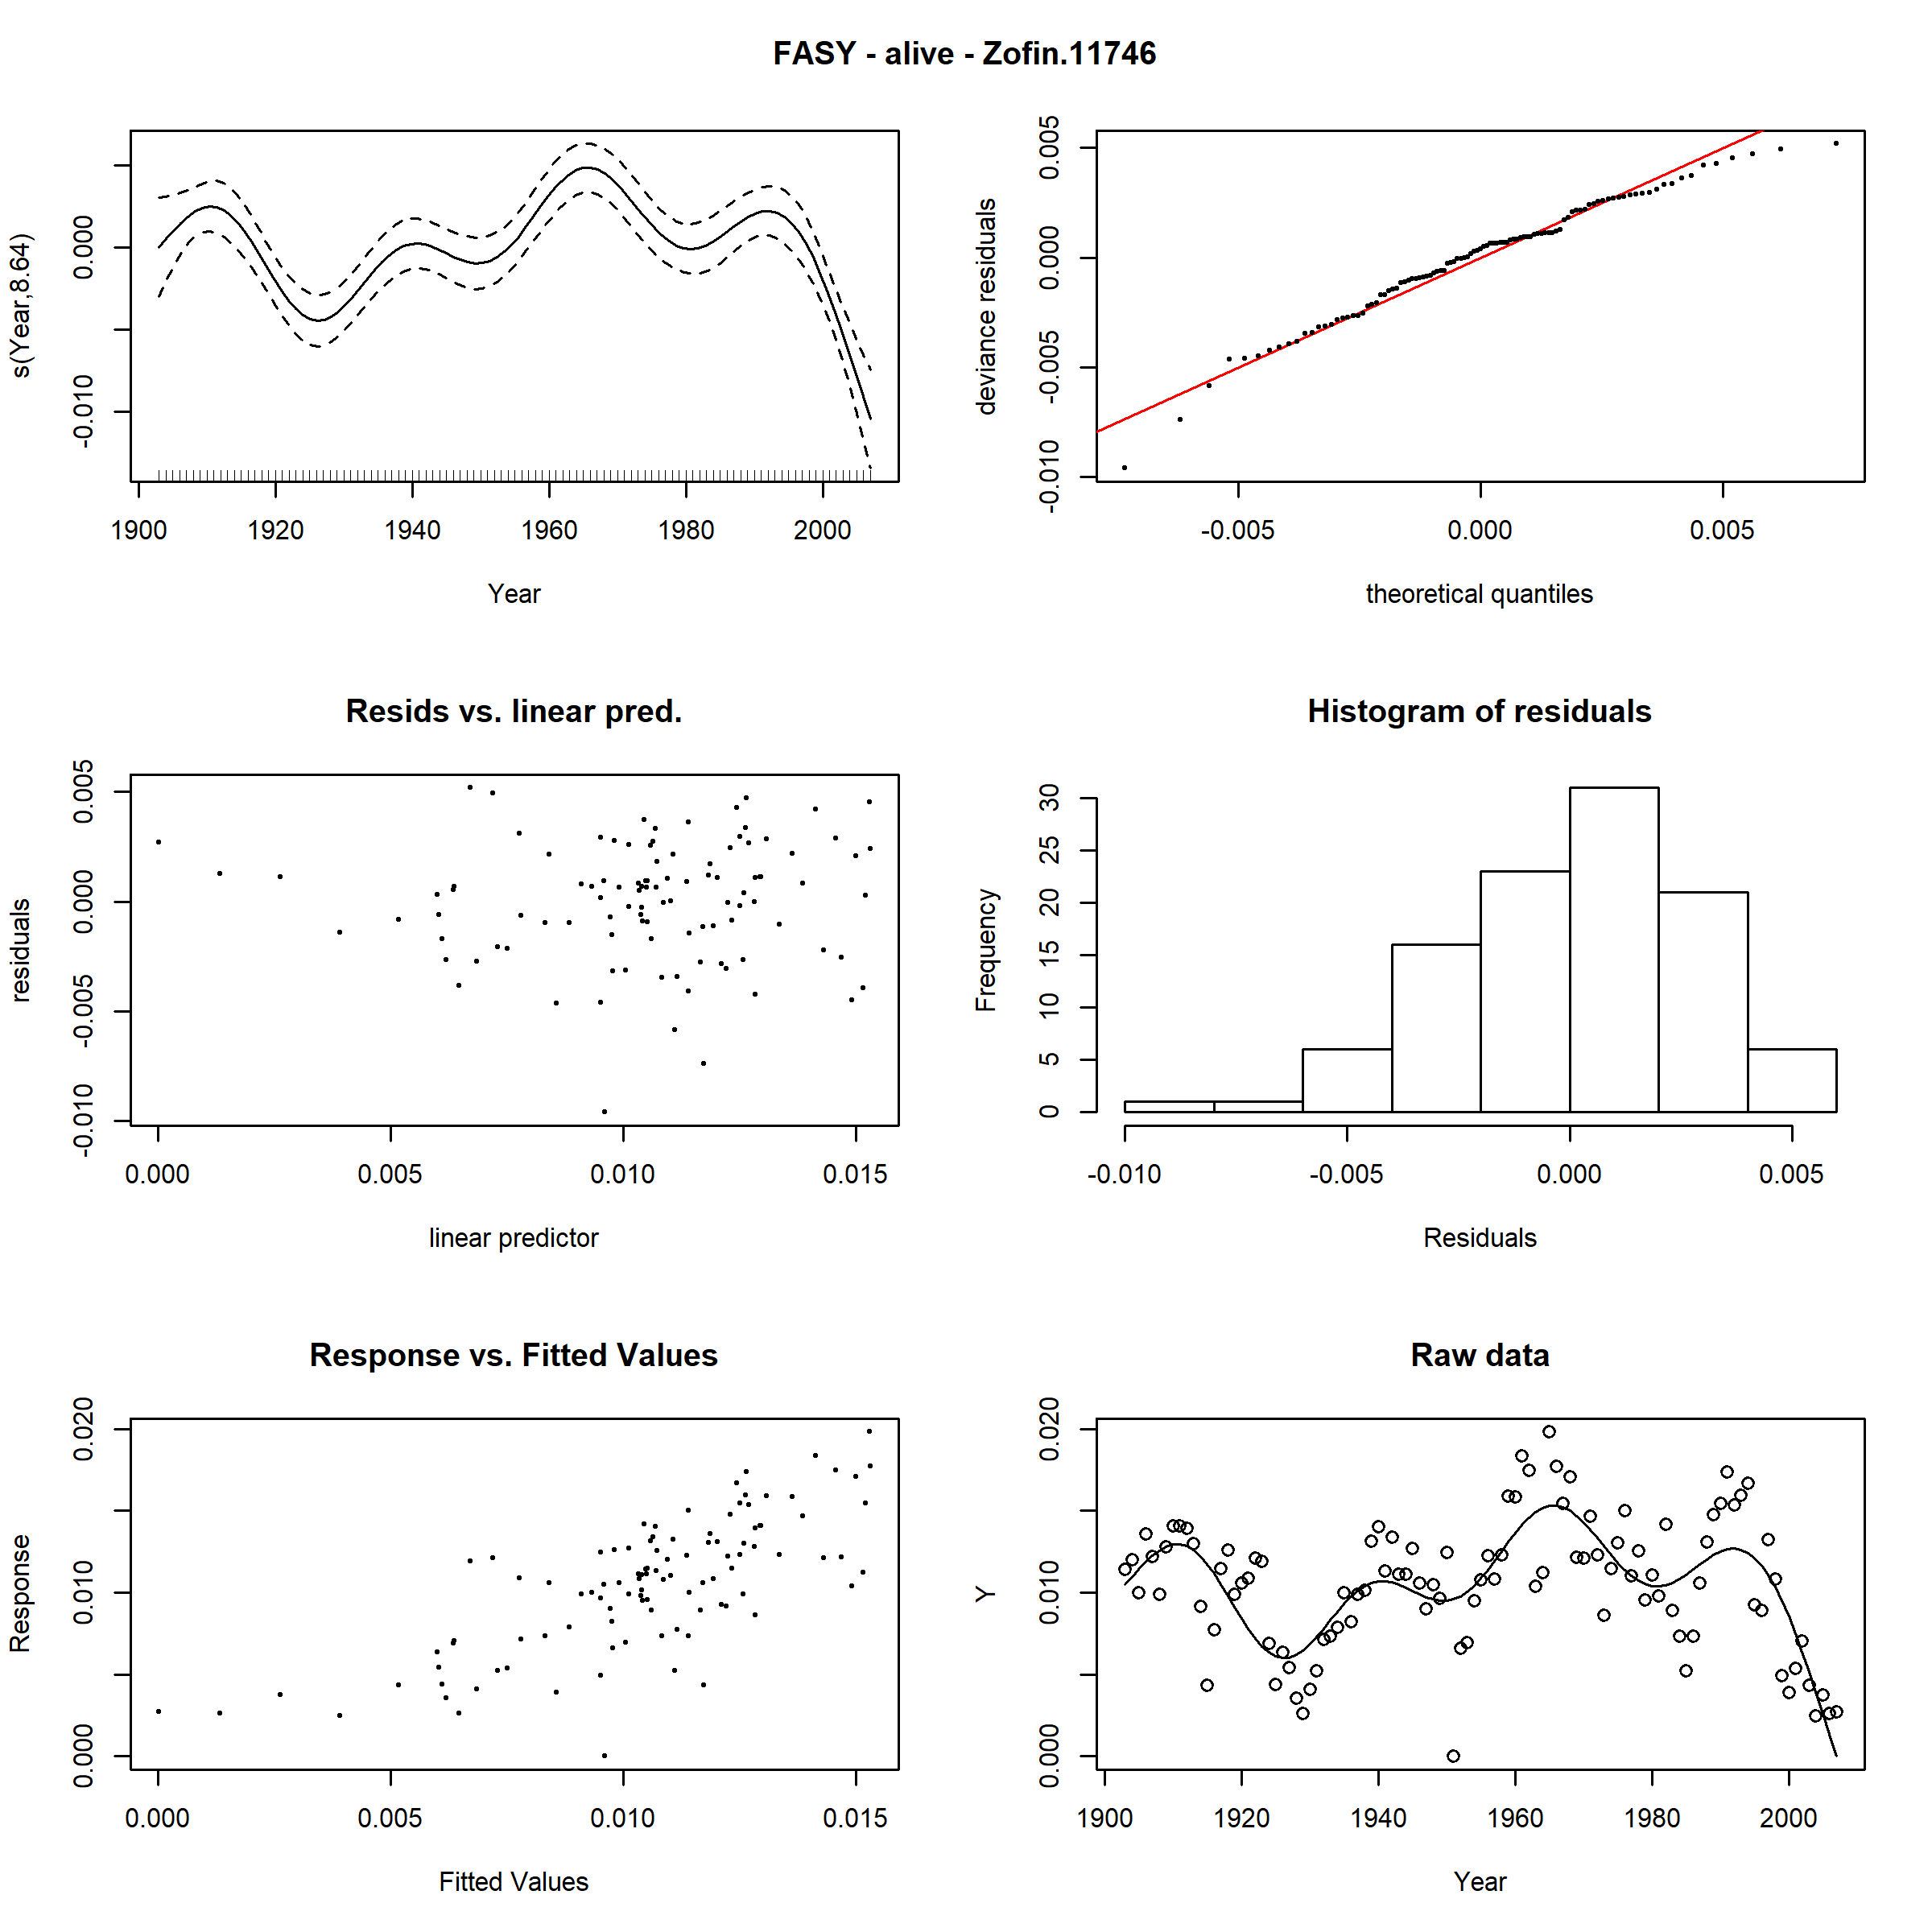 FASY - alive - Zofin.11746
s(Year,8.64)
0.000
-0.010
1900 1920 1940 1960 1980 2000
Year
deviance residuals
0.005
0.000
-0.005
-0.010
-0.005 0.000 0.005
theoretical quantiles
Resids vs. linear pred.
residuals
0.005
0.000
-0.005
-0.010
0.000 0.005 0.010 0.015
linear predictor
Histogram of residuals
Frequency
30
25
20
15
10
5
0
-0.010 -0.005 0.000 0.005
Residuals
Response vs. Fitted Values
Response
0.020
0.010
0.000
0.000 0.005 0.010 0.015
Fitted Values
Raw data
Y
0.020
0.010
0.000
1900 1920 1940 1960 1980 2000
Year